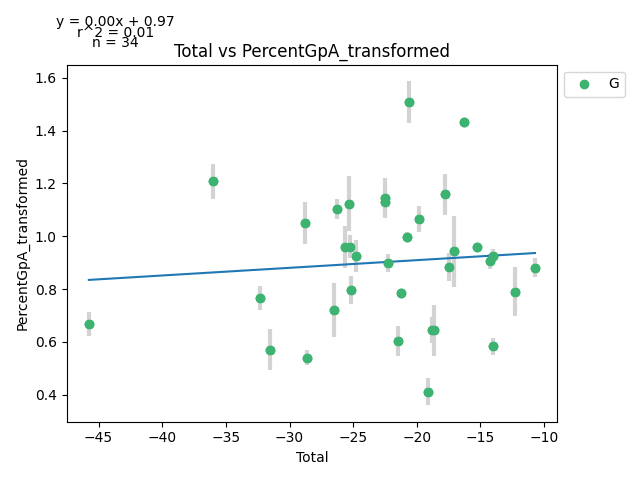 y = 0.00x + 0.97
r^2 = 0.01
n = 34
Total vs PercentGpA_transformed
G
PercentGpA_transformed
1.6
1.4
1.2
1.0
0.8
0.6
0.4
−45 −40 −35 −30 −25 −20 −15 −10
Total